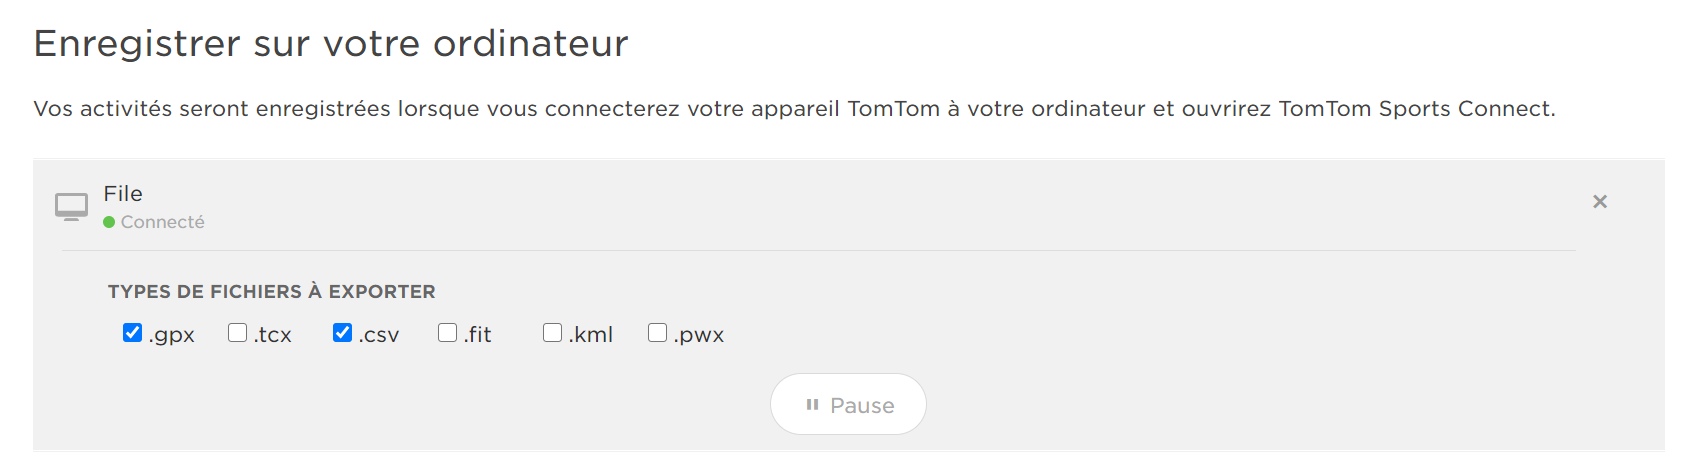 Enregistrer sur votre ordinateur
Vos activités seront enregistrées lorsque vous connecterez votre appareil TomTom à votre ordinateur et ouvrirez TomTom Sports Connect.
File
Connecté
TYPES DE FICHIERS À EXPORTER
.gpx .tcx .csv .fit .kml .pwx
Pause